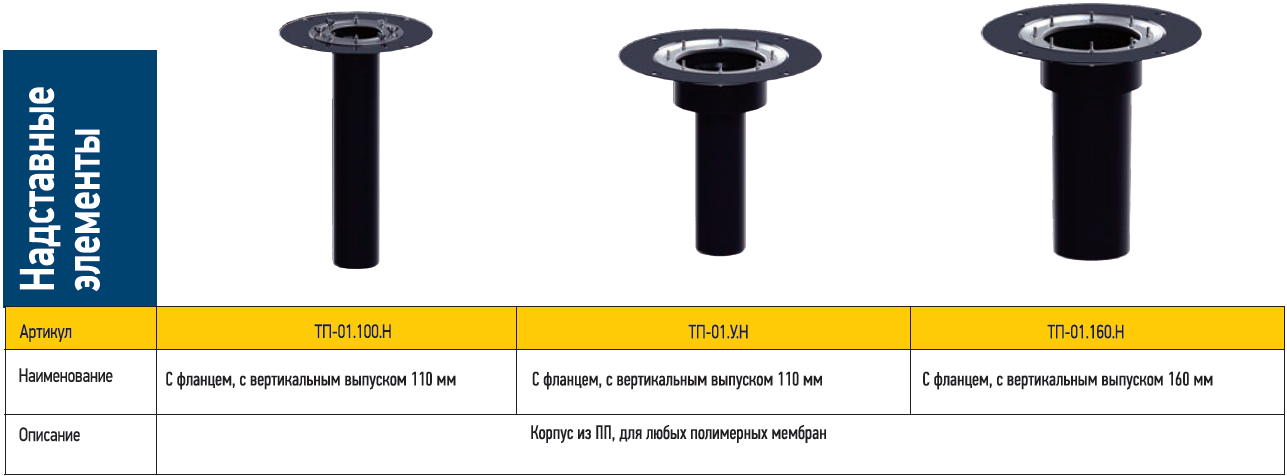 Надставные
элементы
Артикул ТП-01.100.Н ТП-01.У.Н ТП-01.160.Н
Наименование С фланцем, с вертикальным выпуском 110 мм С фланцем, с вертикальным выпуском 110 мм С фланцем, с вертикальным выпуском 160 мм
Описание Корпус из ПП, для любых полимерных мембран